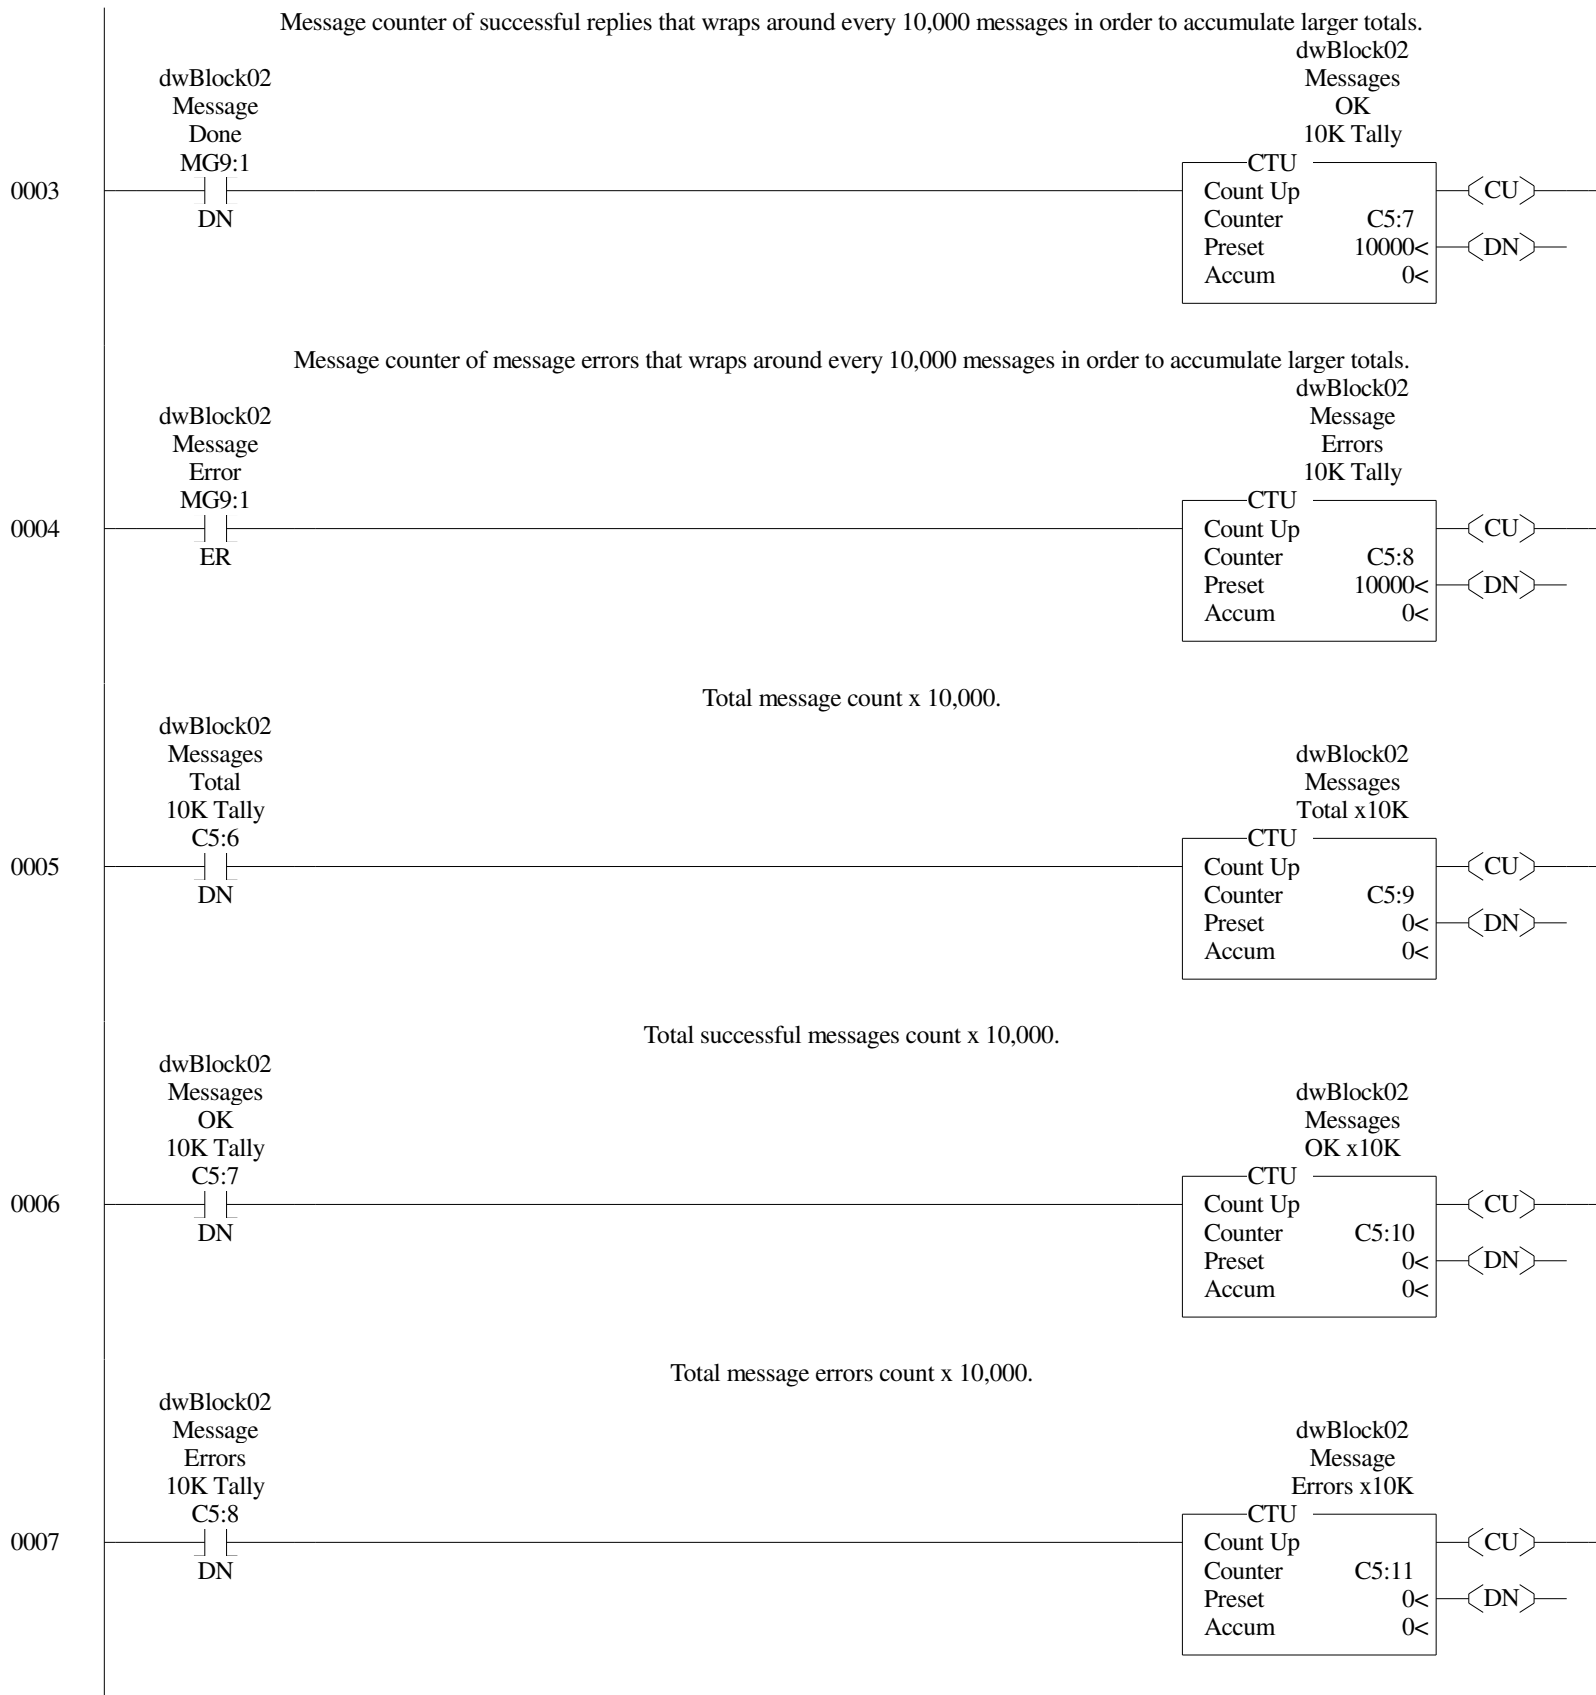 Message counter of successful replies that wraps around every 10,000 messages in order to accumulate larger totals.
dwBlock02
Messages
OK
10K Tally
dwBlock02
Message
Done
MG9:1
DN
0003
CTU
Count Up
Counter C5:7
Preset 10000<
Accum 0<
CU
DN
Message counter of message errors that wraps around every 10,000 messages in order to accumulate larger totals.
dwBlock02
Message
Errors
10K Tally
dwBlock02
Message
Error
MG9:1
ER
0004
CTU
Count Up
Counter C5:8
Preset 10000<
Accum 0<
CU
DN
Total message count x 10,000.
dwBlock02
Messages
Total
10K Tally
C5:6
DN
dwBlock02
Messages
Total x10K
0005
CTU
Count Up
Counter C5:9
Preset 0<
Accum 0<
CU
DN
Total successful messages count x 10,000.
dwBlock02
Messages
OK
10K Tally
C5:7
DN
dwBlock02
Messages
OK x10K
0006
CTU
Count Up
Counter C5:10
Preset 0<
Accum 0<
CU
DN
Total message errors count x 10,000.
dwBlock02
Message
Errors
10K Tally
C5:8
DN
dwBlock02
Message
Errors x10K
0007
CTU
Count Up
Counter C5:11
Preset 0<
Accum 0<
CU
DN